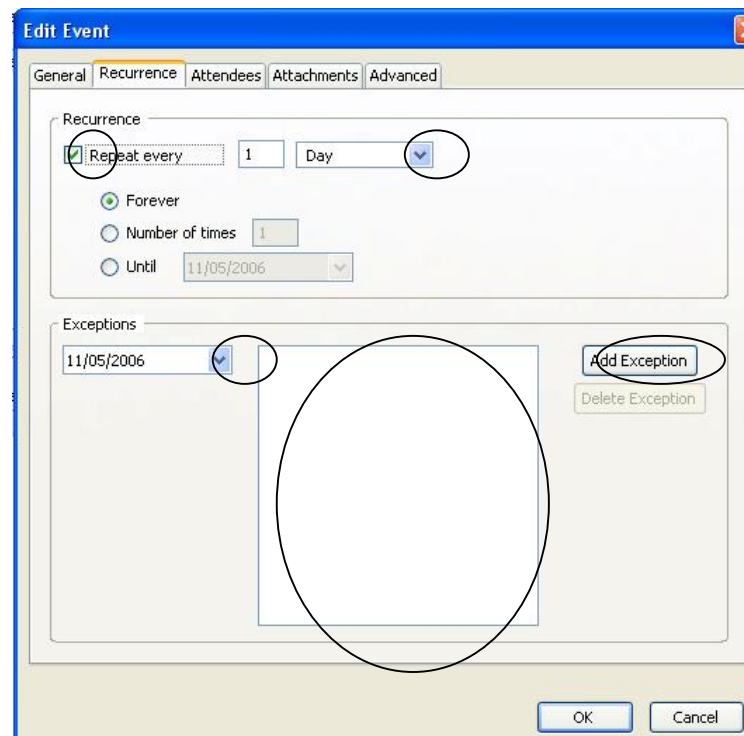 Edit Event
General Recurrence Attendees Attachments Advanced
Recurrence
Repeat every 1 Day
Forever
Number of times 1
Until 11/05/2006
Exceptions
11/05/2006 Add Exception
Delete Exception
OK Cancel